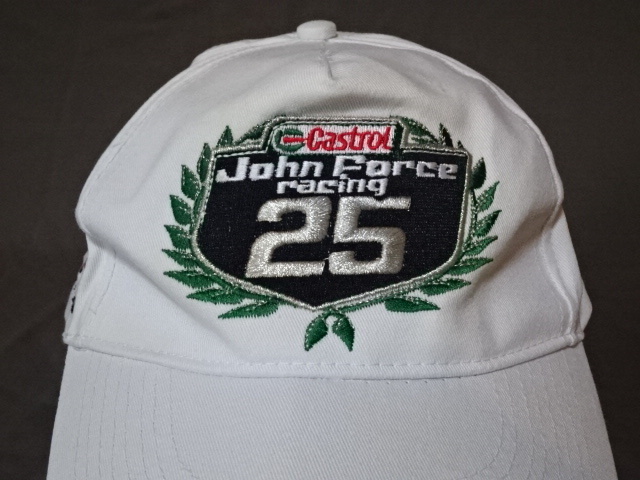 Castrol
John Force
racing
25